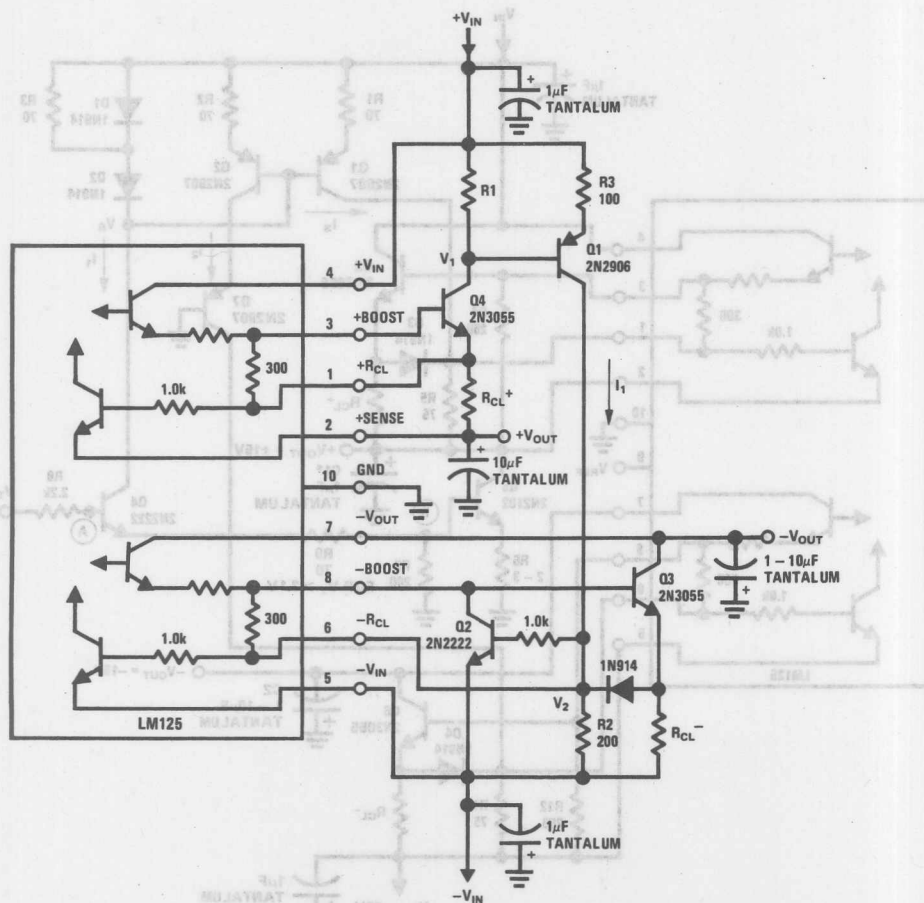 +VIN
+
1μF
TANTALUM
R1
R3
100
V1
Q1
2N2906
4
+VIN
Q4
2N3055
3
+BOOST
300
1
+RCL
1.0k
RCL+
I1
2
+SENSE
+VOUT
+
10μF
TANTALUM
10
GND
7
-VOUT
-VOUT
1 - 10μF
TANTALUM
+
8
-BOOST
Q3
2N3055
300
Q2
2N2222
1.0k
6
-RCL
1.0k
1N914
V2
5
-VIN
R2
200
RCL-
LM125
1μF
TANTALUM
+
-VIN